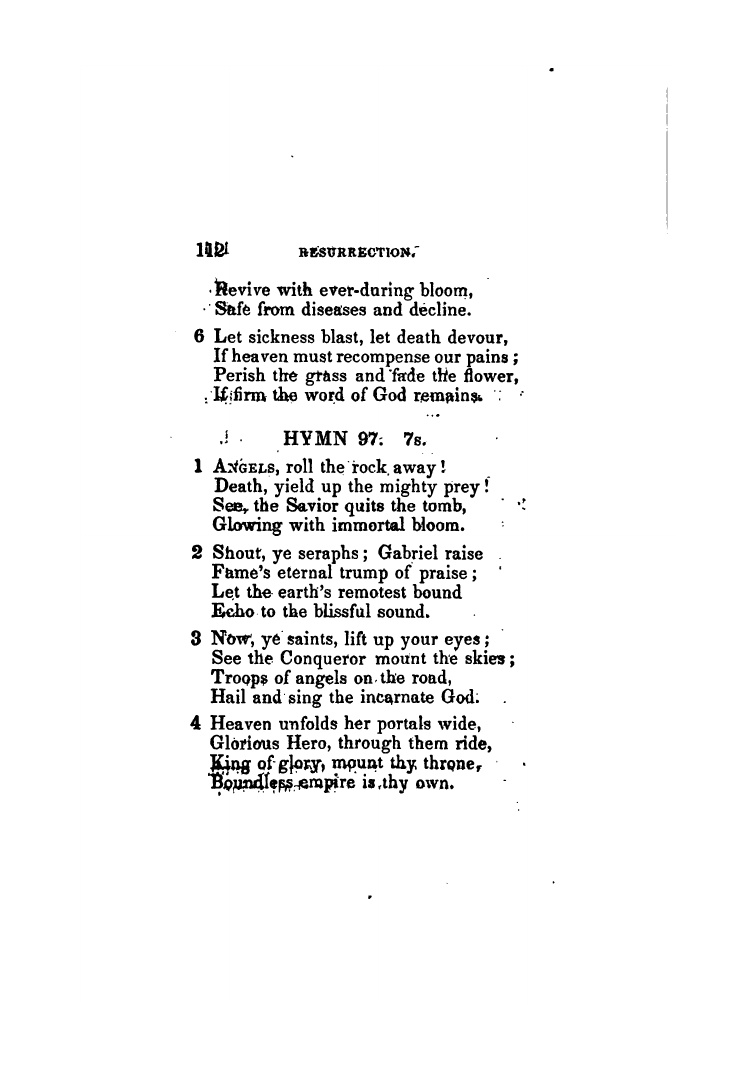 112 RESURRECTION.
Revive with ever-during bloom,
Safe from diseases and decline.
6 Let sickness blast, let death devour,
If heaven must recompense our pains;
Perish the grass and fade the flower,
If firm the word of God remains.
HYMN 97. 7s.
1 ANGELS, roll the rock away!
Death, yield up the mighty prey!
See, the Savior quits the tomb,
Glowing with immortal bloom.
2 Shout, ye seraphs; Gabriel raise
Fame's eternal trump of praise;
Let the earth's remotest bound
Echo to the blissful sound.
3 Now, ye saints, lift up your eyes;
See the Conqueror mount the skies;
Troops of angels on the road,
Hail and sing the incarnate God.
4 Heaven unfolds her portals wide,
Glorious Hero, through them ride,
King of glory, mount thy throne,
Boundless empire is thy own.